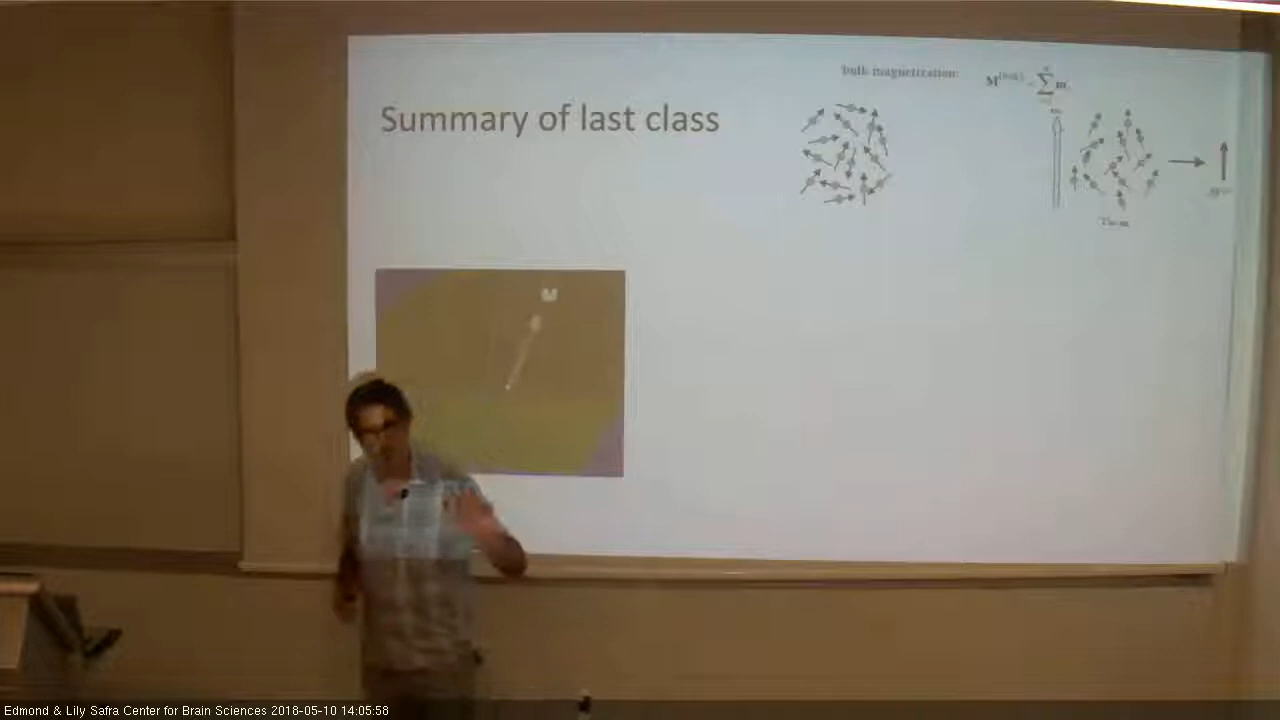 bulk magnetization:
Summary of last class
M
Edmond & Lily Safra Center for Brain Sciences 2018-05-10 14:05:58